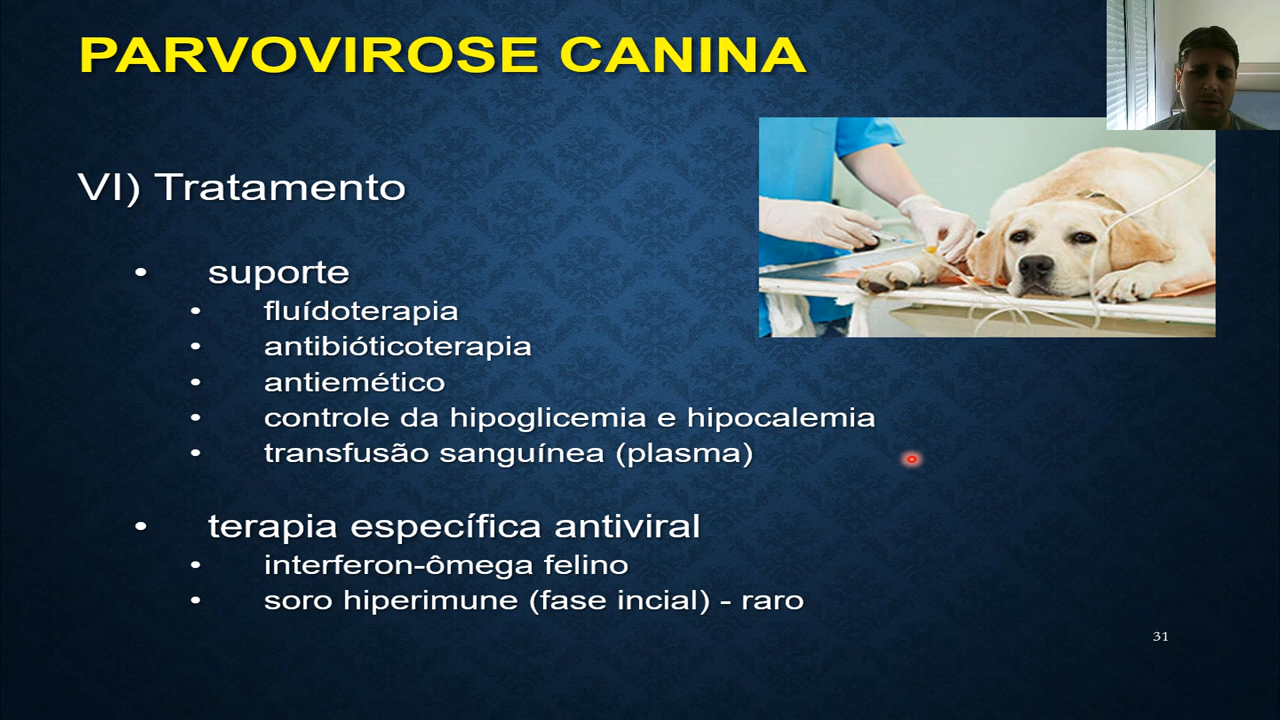 PARVOVIROSE CANINA
VI) Tratamento
• suporte
• fluídoterapia
• antibióticoterapia
• antiemético
• controle da hipoglicemia e hipocalemia
• transfusão sanguínea (plasma)
• terapia específica antiviral
• interferon-ômega felino
• soro hiperimune (fase incial) - raro
31